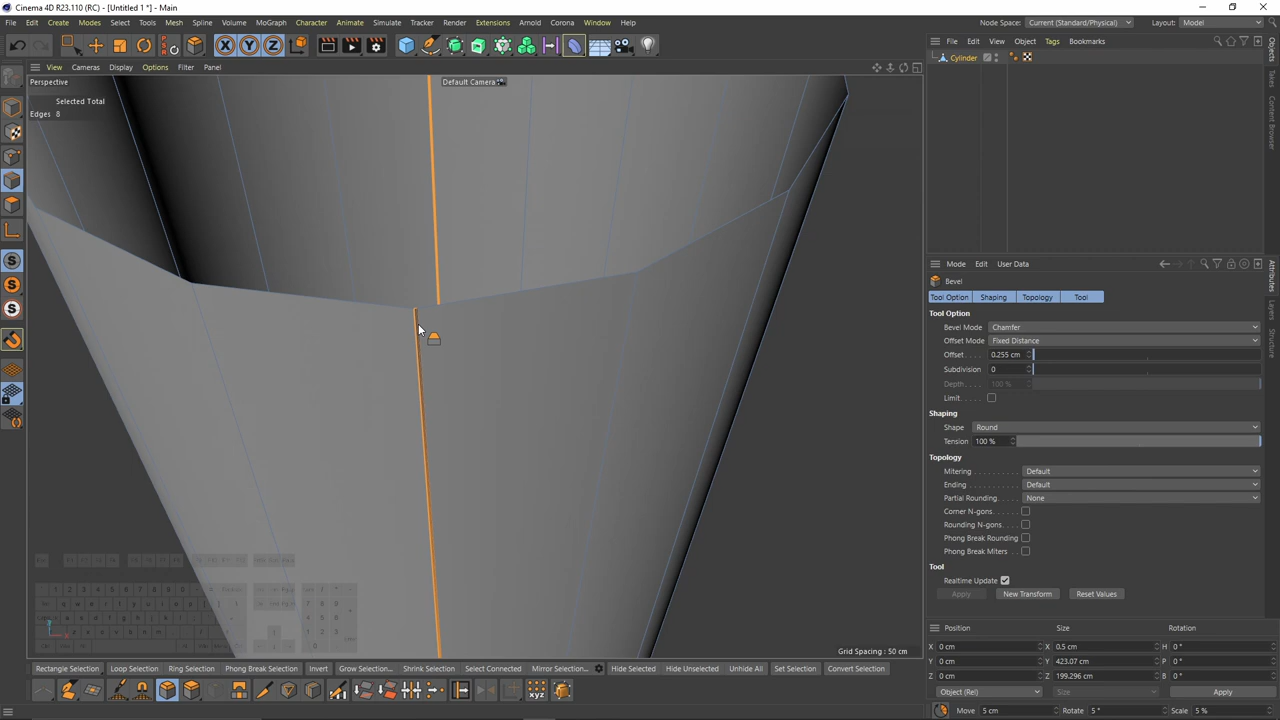 Cinema 4D R23.110 (RC) - [Untitled 1 *] - Main
File Edit Create Modes Select Tools Mesh Spline Volume MoGraph Character Animate Simulate Tracker Render Extensions Arnold Corona Window Help
Node Space: Current (Standard/Physical) Layout: Model
X Y Z
View Cameras Display Options Filter Panel
File Edit View Object Tags Bookmarks
Perspective
Default Camera
Cylinder
Selected Total
Edges 8
Objects
Takes
Content Browser
Mode Edit User Data
Bevel
Tool Option Shaping Topology Tool
Tool Option
Bevel Mode Chamfer
Offset Mode Fixed Distance
Offset. . . . 0.255 cm
Subdivision 0
Depth. . . . 100 %
Limit. . . .
Shaping
Shape Round
Tension 100 %
Topology
Mitering . . . . . . . . . . Default
Ending . . . . . . . . . . . Default
Partial Rounding. . . . . None
Corner N-gons. . . . . .
Rounding N-gons. . . .
Phong Break Rounding
Phong Break Miters . .
Tool
Realtime Update
Apply New Transform Reset Values
Attributes
Layers
Structure
Position Size Rotation
X 0 cm X 0.5 cm H 0 °
Y 0 cm Y 423.07 cm P 0 °
Z 0 cm Z 199.296 cm B 0 °
Object (Rel) Size Apply
Grid Spacing : 50 cm
Rectangle Selection Loop Selection Ring Selection Phong Break Selection Invert Grow Selection... Shrink Selection Select Connected Mirror Selection... Hide Selected Hide Unselected Unhide All Set Selection Convert Selection
Move 5 cm Rotate 5 ° Scale 5 %